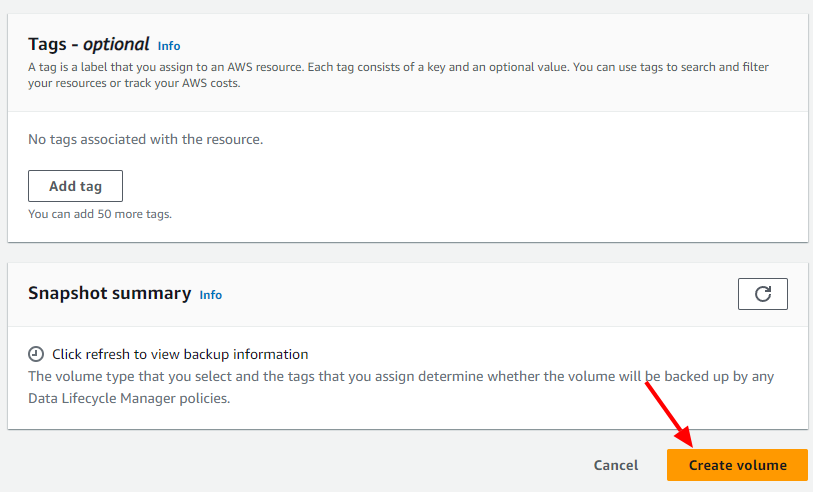 Tags - optional Info
A tag is a label that you assign to an AWS resource. Each tag consists of a key and an optional value. You can use tags to search and filter
your resources or track your AWS costs.
No tags associated with the resource.
Add tag
You can add 50 more tags.
Snapshot summary Info
Click refresh to view backup information
The volume type that you select and the tags that you assign determine whether the volume will be backed up by any
Data Lifecycle Manager policies.
Cancel Create volume